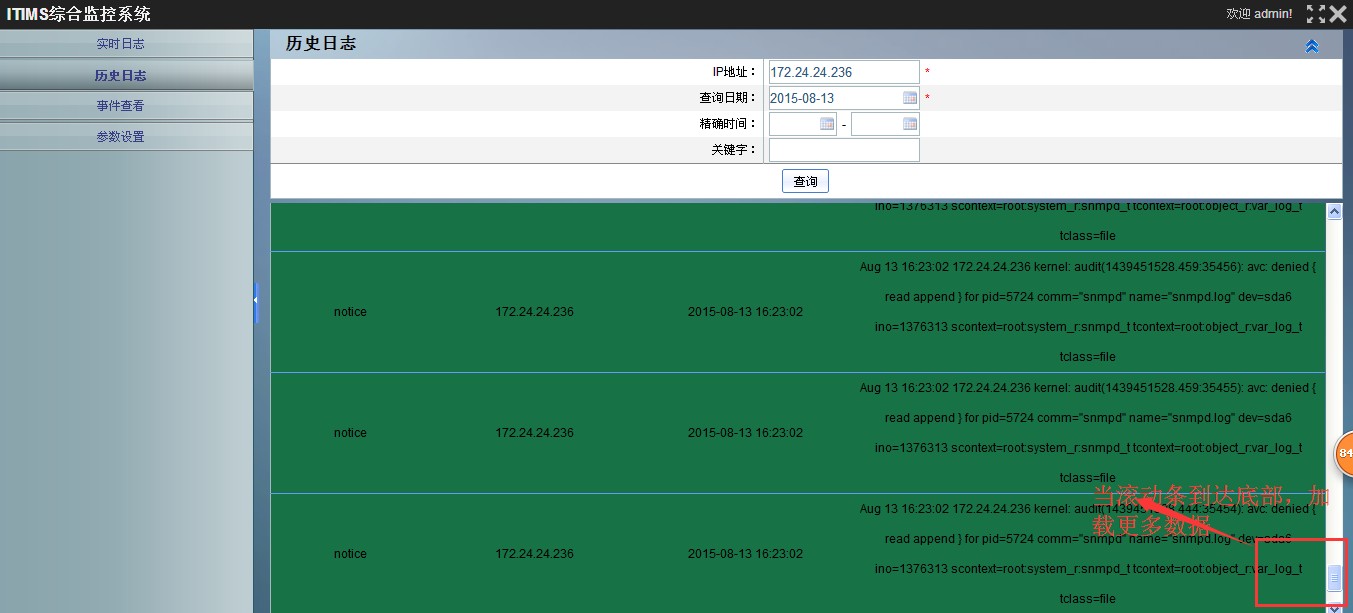 ITIMS综合监控系统
欢迎 admin!
实时日志
历史日志
事件查看
参数设置
历史日志
IP地址：
172.24.24.236
*
查询日期：
2015-08-13
*
精确时间：
-
关键字：
查询
ino=1376313 scontext=root:system_r:snmpd_t tcontext=root:object_r:var_log_t
tclass=file
notice
172.24.24.236
2015-08-13 16:23:02
Aug 13 16:23:02 172.24.24.236 kernel: audit(1439451528.459:35456): avc: denied {
read append } for pid=5724 comm="snmpd" name="snmpd.log" dev=sda6
ino=1376313 scontext=root:system_r:snmpd_t tcontext=root:object_r:var_log_t
tclass=file
notice
172.24.24.236
2015-08-13 16:23:02
Aug 13 16:23:02 172.24.24.236 kernel: audit(1439451528.459:35455): avc: denied {
read append } for pid=5724 comm="snmpd" name="snmpd.log" dev=sda6
ino=1376313 scontext=root:system_r:snmpd_t tcontext=root:object_r:var_log_t
tclass=file
84
当滚动条到达底部，加
载更多数据
notice
172.24.24.236
2015-08-13 16:23:02
Aug 13 16:23:02 172.24.24.236 kernel: audit(1439451528.444:35454): avc: denied {
read append } for pid=5724 comm="snmpd" name="snmpd.log" dev=sda6
ino=1376313 scontext=root:system_r:snmpd_t tcontext=root:object_r:var_log_t
tclass=file